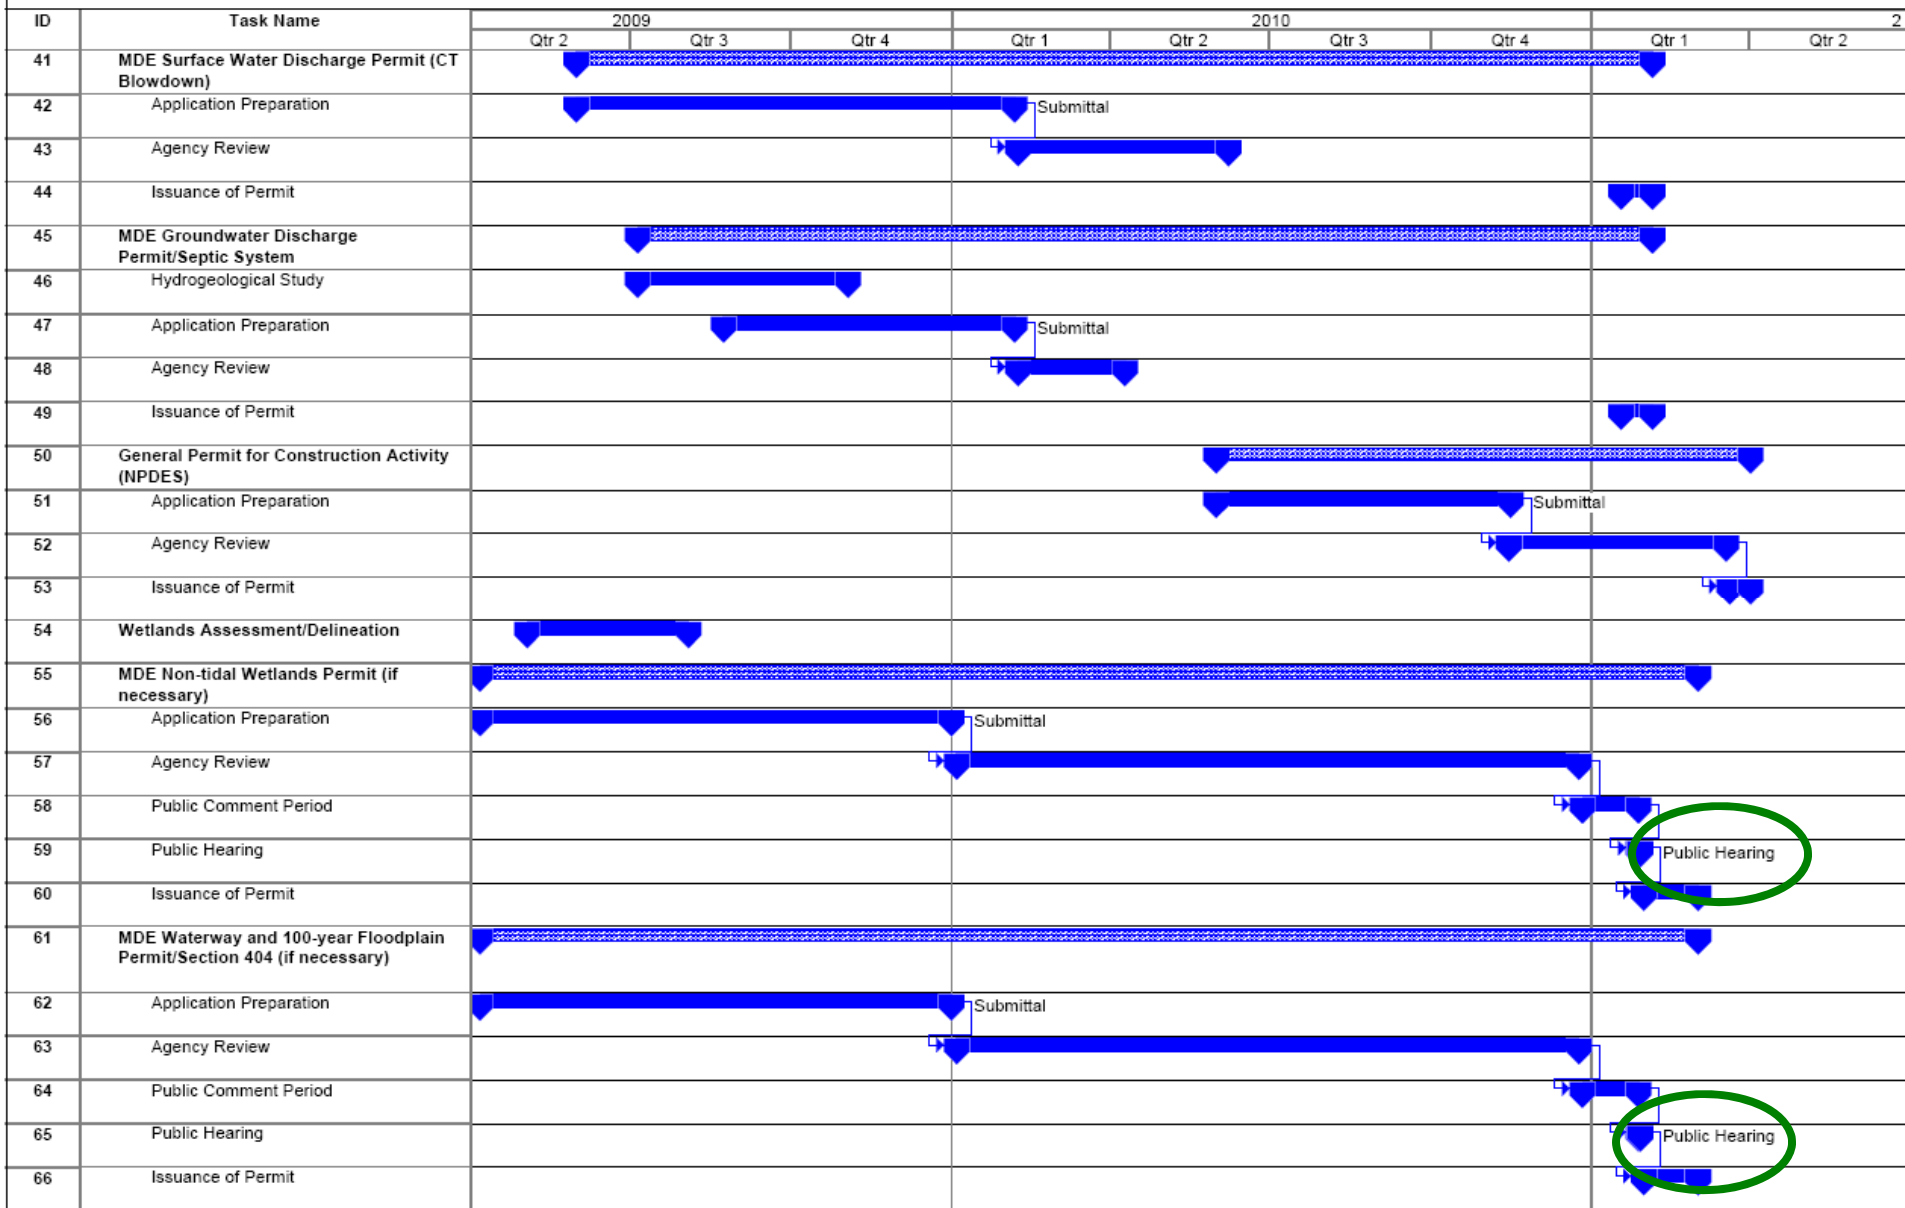 ID Task Name 2009 2010 2
Qtr 2 Qtr 3 Qtr 4 Qtr 1 Qtr 2 Qtr 3 Qtr 4 Qtr 1 Qtr 2
41 MDE Surface Water Discharge Permit (CT
Blowdown)
42 Application Preparation Submittal
43 Agency Review
44 Issuance of Permit
45 MDE Groundwater Discharge
Permit/Septic System
46 Hydrogeological Study
47 Application Preparation Submittal
48 Agency Review
49 Issuance of Permit
50 General Permit for Construction Activity
(NPDES)
51 Application Preparation Submittal
52 Agency Review
53 Issuance of Permit
54 Wetlands Assessment/Delineation
55 MDE Non-tidal Wetlands Permit (if
necessary)
56 Application Preparation Submittal
57 Agency Review
58 Public Comment Period
59 Public Hearing Public Hearing
60 Issuance of Permit
61 MDE Waterway and 100-year Floodplain
Permit/Section 404 (if necessary)
62 Application Preparation Submittal
63 Agency Review
64 Public Comment Period
65 Public Hearing Public Hearing
66 Issuance of Permit